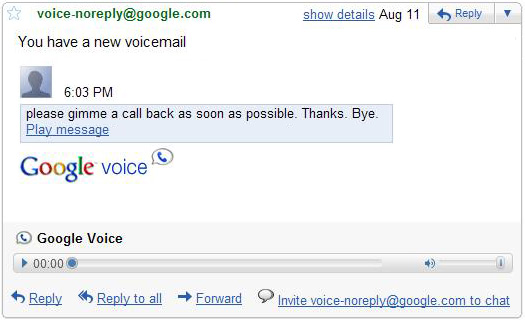 voice-noreply@google.com show details Aug 11 Reply
You have a new voicemail
6:03 PM
please gimme a call back as soon as possible. Thanks. Bye.
Play message
Google voice
Google Voice
00:00
Reply Reply to all Forward Invite voice-noreply@google.com to chat